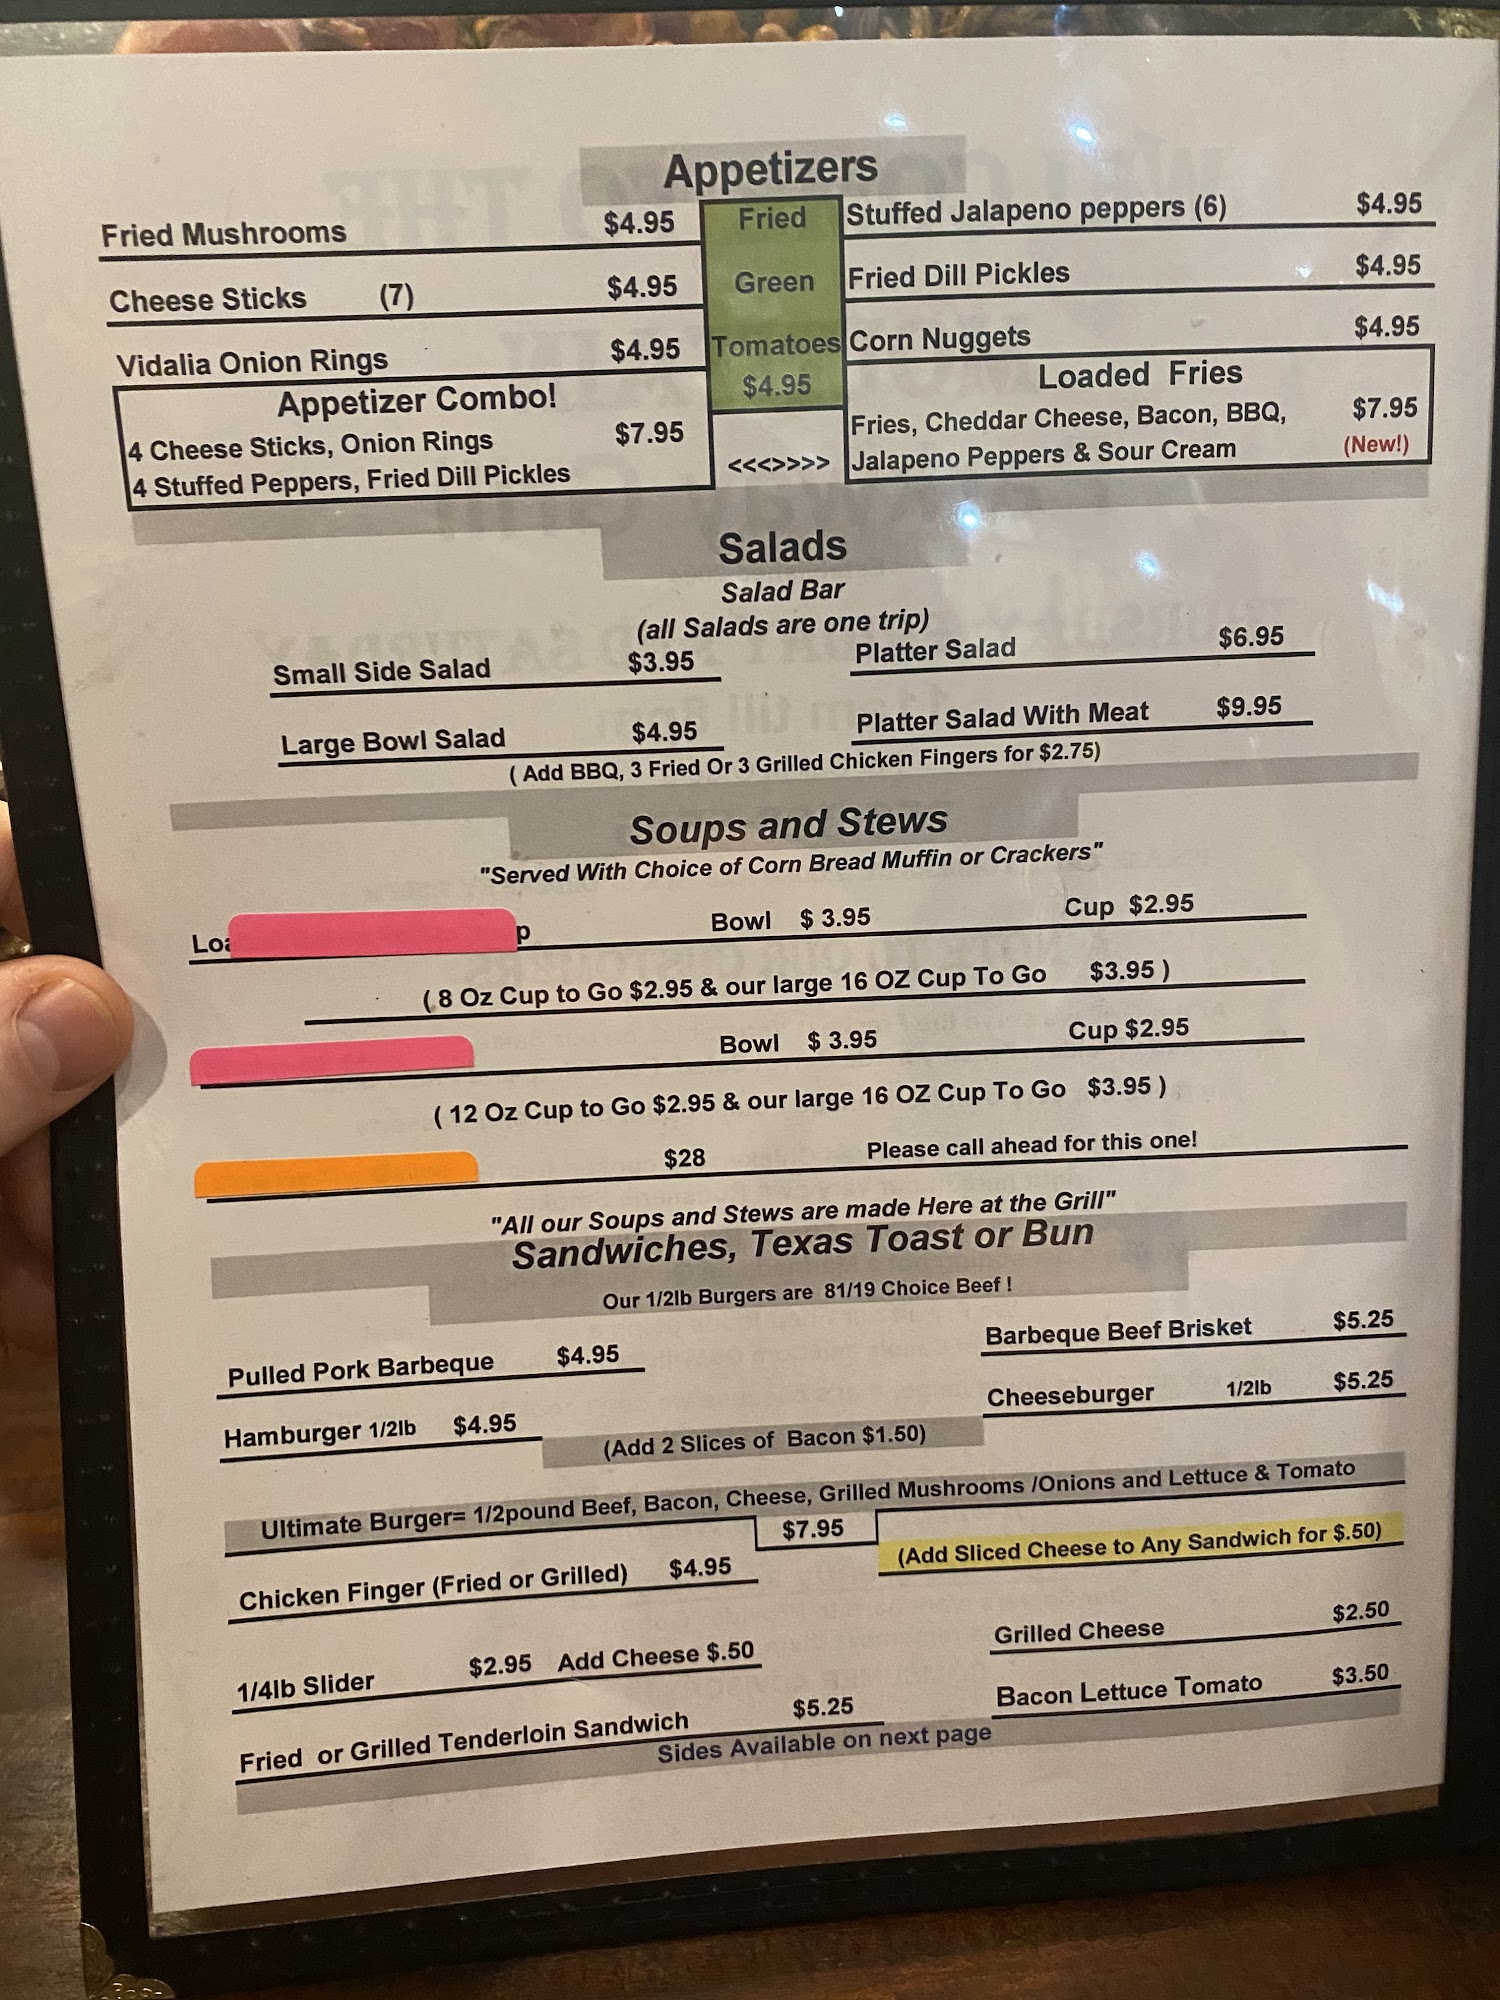 Appetizers
Fried Mushrooms $4.95
Cheese Sticks (7) $4.95
Vidalia Onion Rings $4.95
Fried
Green
Tomatoes
$4.95
Stuffed Jalapeno peppers (6) $4.95
Fried Dill Pickles $4.95
Corn Nuggets $4.95
Appetizer Combo!
4 Cheese Sticks, Onion Rings $7.95
4 Stuffed Peppers, Fried Dill Pickles
<<<>>>>
Loaded Fries
Fries, Cheddar Cheese, Bacon, BBQ, $7.95
Jalapeno Peppers & Sour Cream (New!)
Salads
Salad Bar
(all Salads are one trip)
Small Side Salad $3.95 Platter Salad $6.95
Large Bowl Salad $4.95 Platter Salad With Meat $9.95
( Add BBQ, 3 Fried Or 3 Grilled Chicken Fingers for $2.75)
Soups and Stews
"Served With Choice of Corn Bread Muffin or Crackers"
Bowl $ 3.95 Cup $2.95
( 8 Oz Cup to Go $2.95 & our large 16 OZ Cup To Go $3.95 )
Bowl $ 3.95 Cup $2.95
( 12 Oz Cup to Go $2.95 & our large 16 OZ Cup To Go $3.95 )
$28 Please call ahead for this one!
"All our Soups and Stews are made Here at the Grill"
Sandwiches, Texas Toast or Bun
Our 1/2lb Burgers are 81/19 Choice Beef !
Pulled Pork Barbeque $4.95 Barbeque Beef Brisket $5.25
Hamburger 1/2lb $4.95 Cheeseburger 1/2lb $5.25
(Add 2 Slices of Bacon $1.50)
Ultimate Burger= 1/2pound Beef, Bacon, Cheese, Grilled Mushrooms /Onions and Lettuce & Tomato
$7.95
Chicken Finger (Fried or Grilled) $4.95 (Add Sliced Cheese to Any Sandwich for $.50)
1/4lb Slider $2.95 Add Cheese $.50 Grilled Cheese $2.50
Fried or Grilled Tenderloin Sandwich $5.25 Bacon Lettuce Tomato $3.50
Sides Available on next page